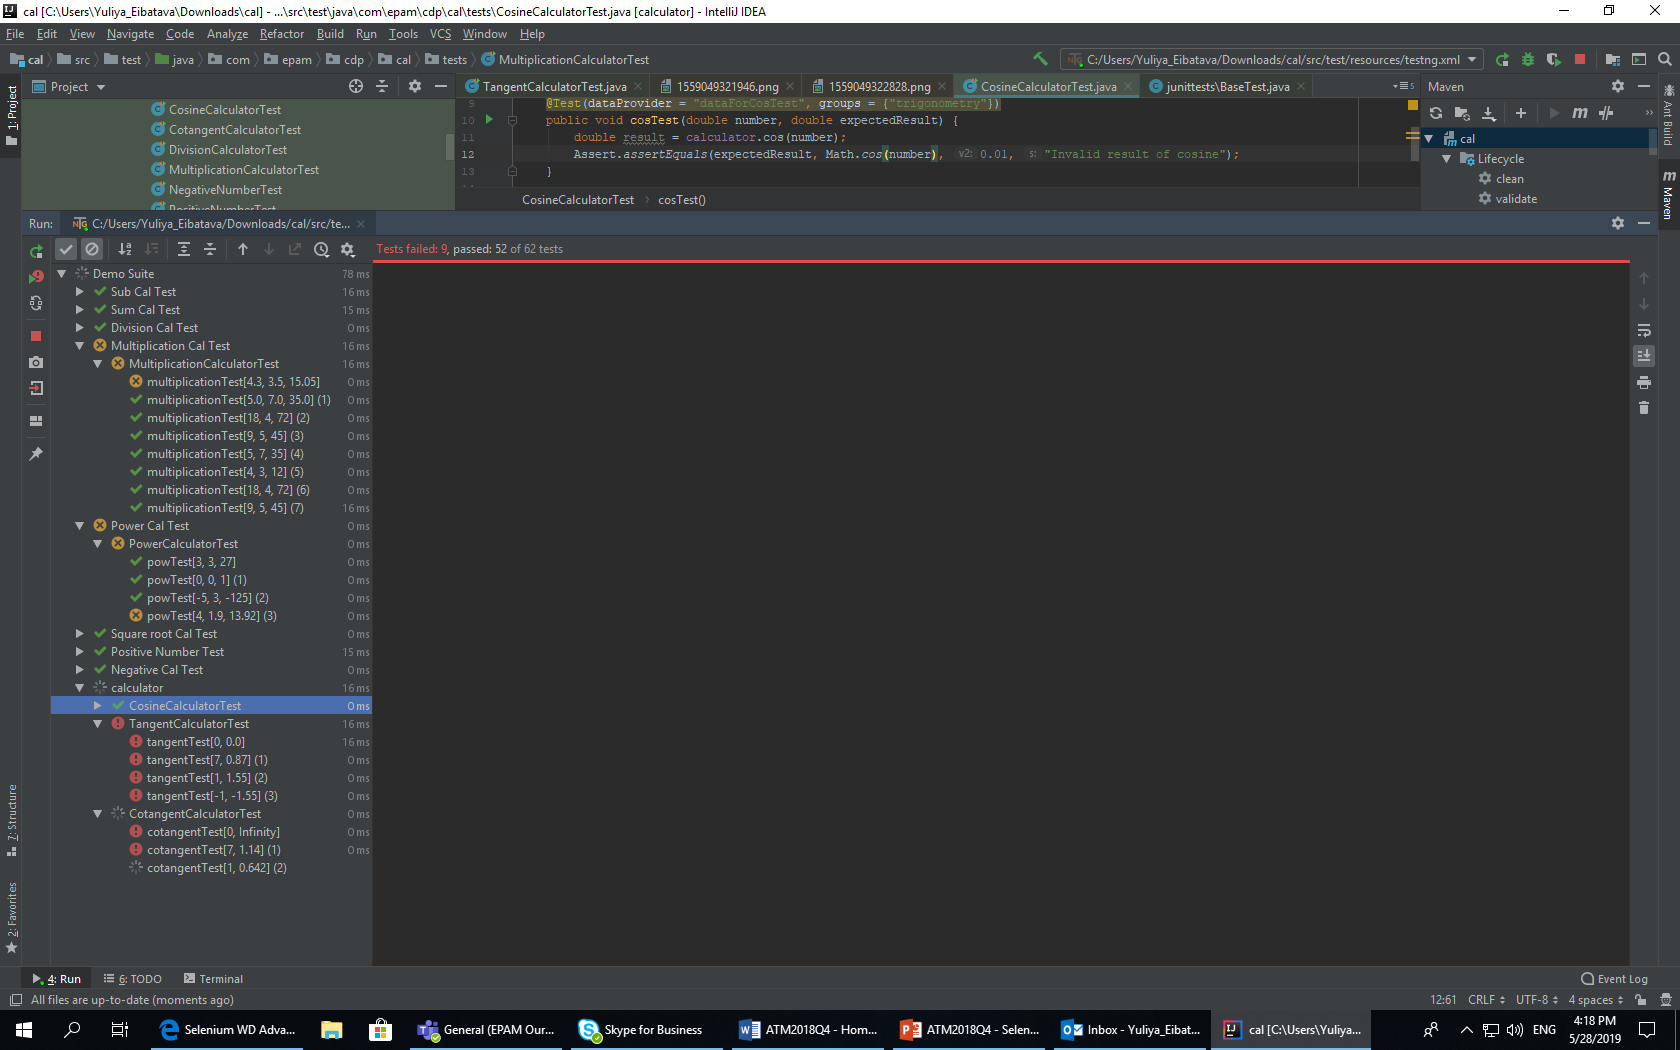 cal [C:\Users\Yuliya_Eibatava\Downloads\cal] - ...\src\test\java\com\epam\cdp\cal\tests\CosineCalculatorTest.java [calculator] - IntelliJ IDEA
File Edit View Navigate Code Analyze Refactor Build Run Tools VCS Window Help
cal src test java com epam cdp cal tests MultiplicationCalculatorTest C:/Users/Yuliya_Eibatava/Downloads/cal/src/test/resources/testng.xml
Project TangentCalculatorTest.java 1559049321946.png 1559049322828.png CosineCalculatorTest.java junittests\BaseTest.java Maven
1: Project
CosineCalculatorTest
CotangentCalculatorTest
DivisionCalculatorTest
MultiplicationCalculatorTest
NegativeNumberTest
PositiveNumberTest
9 @Test(dataProvider = "dataForCosTest", groups = {"trigonometry"})
10 public void cosTest(double number, double expectedResult) {
11 double result = calculator.cos(number);
12 Assert.assertEquals(expectedResult, Math.cos(number), v2: 0.01, s: "Invalid result of cosine");
13 }
CosineCalculatorTest cosTest()
cal
Lifecycle
clean
validate
Ant Build
Maven
Run: C:/Users/Yuliya_Eibatava/Downloads/cal/src/te...
Tests failed: 9, passed: 52 of 62 tests
Demo Suite 78 ms
Sub Cal Test 16 ms
Sum Cal Test 15 ms
Division Cal Test 0 ms
Multiplication Cal Test 16 ms
MultiplicationCalculatorTest 16 ms
multiplicationTest[4.3, 3.5, 15.05] 0 ms
multiplicationTest[5.0, 7.0, 35.0] (1) 0 ms
multiplicationTest[18, 4, 72] (2) 0 ms
multiplicationTest[9, 5, 45] (3) 0 ms
multiplicationTest[5, 7, 35] (4) 0 ms
multiplicationTest[4, 3, 12] (5) 0 ms
multiplicationTest[18, 4, 72] (6) 0 ms
multiplicationTest[9, 5, 45] (7) 16 ms
Power Cal Test 0 ms
PowerCalculatorTest 0 ms
powTest[3, 3, 27] 0 ms
powTest[0, 0, 1] (1) 0 ms
powTest[-5, 3, -125] (2) 0 ms
powTest[4, 1.9, 13.92] (3) 0 ms
Square root Cal Test 0 ms
Positive Number Test 15 ms
Negative Cal Test 0 ms
calculator 16 ms
CosineCalculatorTest 0 ms
TangentCalculatorTest 16 ms
tangentTest[0, 0.0] 16 ms
tangentTest[7, 0.87] (1) 0 ms
tangentTest[1, 1.55] (2) 0 ms
tangentTest[-1, -1.55] (3) 0 ms
CotangentCalculatorTest 0 ms
cotangentTest[0, Infinity] 0 ms
cotangentTest[7, 1.14] (1) 0 ms
cotangentTest[1, 0.642] (2)
7: Structure
2: Favorites
4: Run 6: TODO Terminal Event Log
All files are up-to-date (moments ago) 12:61 CRLF UTF-8 4 spaces
Selenium WD Adva... General (EPAM Our... Skype for Business ATM2018Q4 - Hom... ATM2018Q4 - Selen... Inbox - Yuliya_Eibat... cal [C:\Users\Yuliya... ENG 4:18 PM
5/28/2019